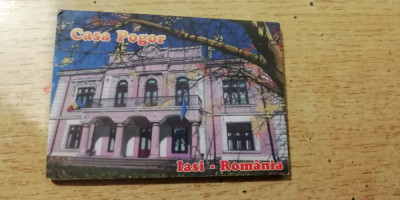 Casa Pogor
Iasi - România